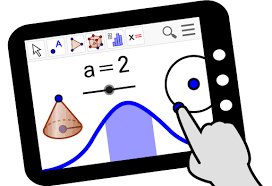 A x=
a = 2